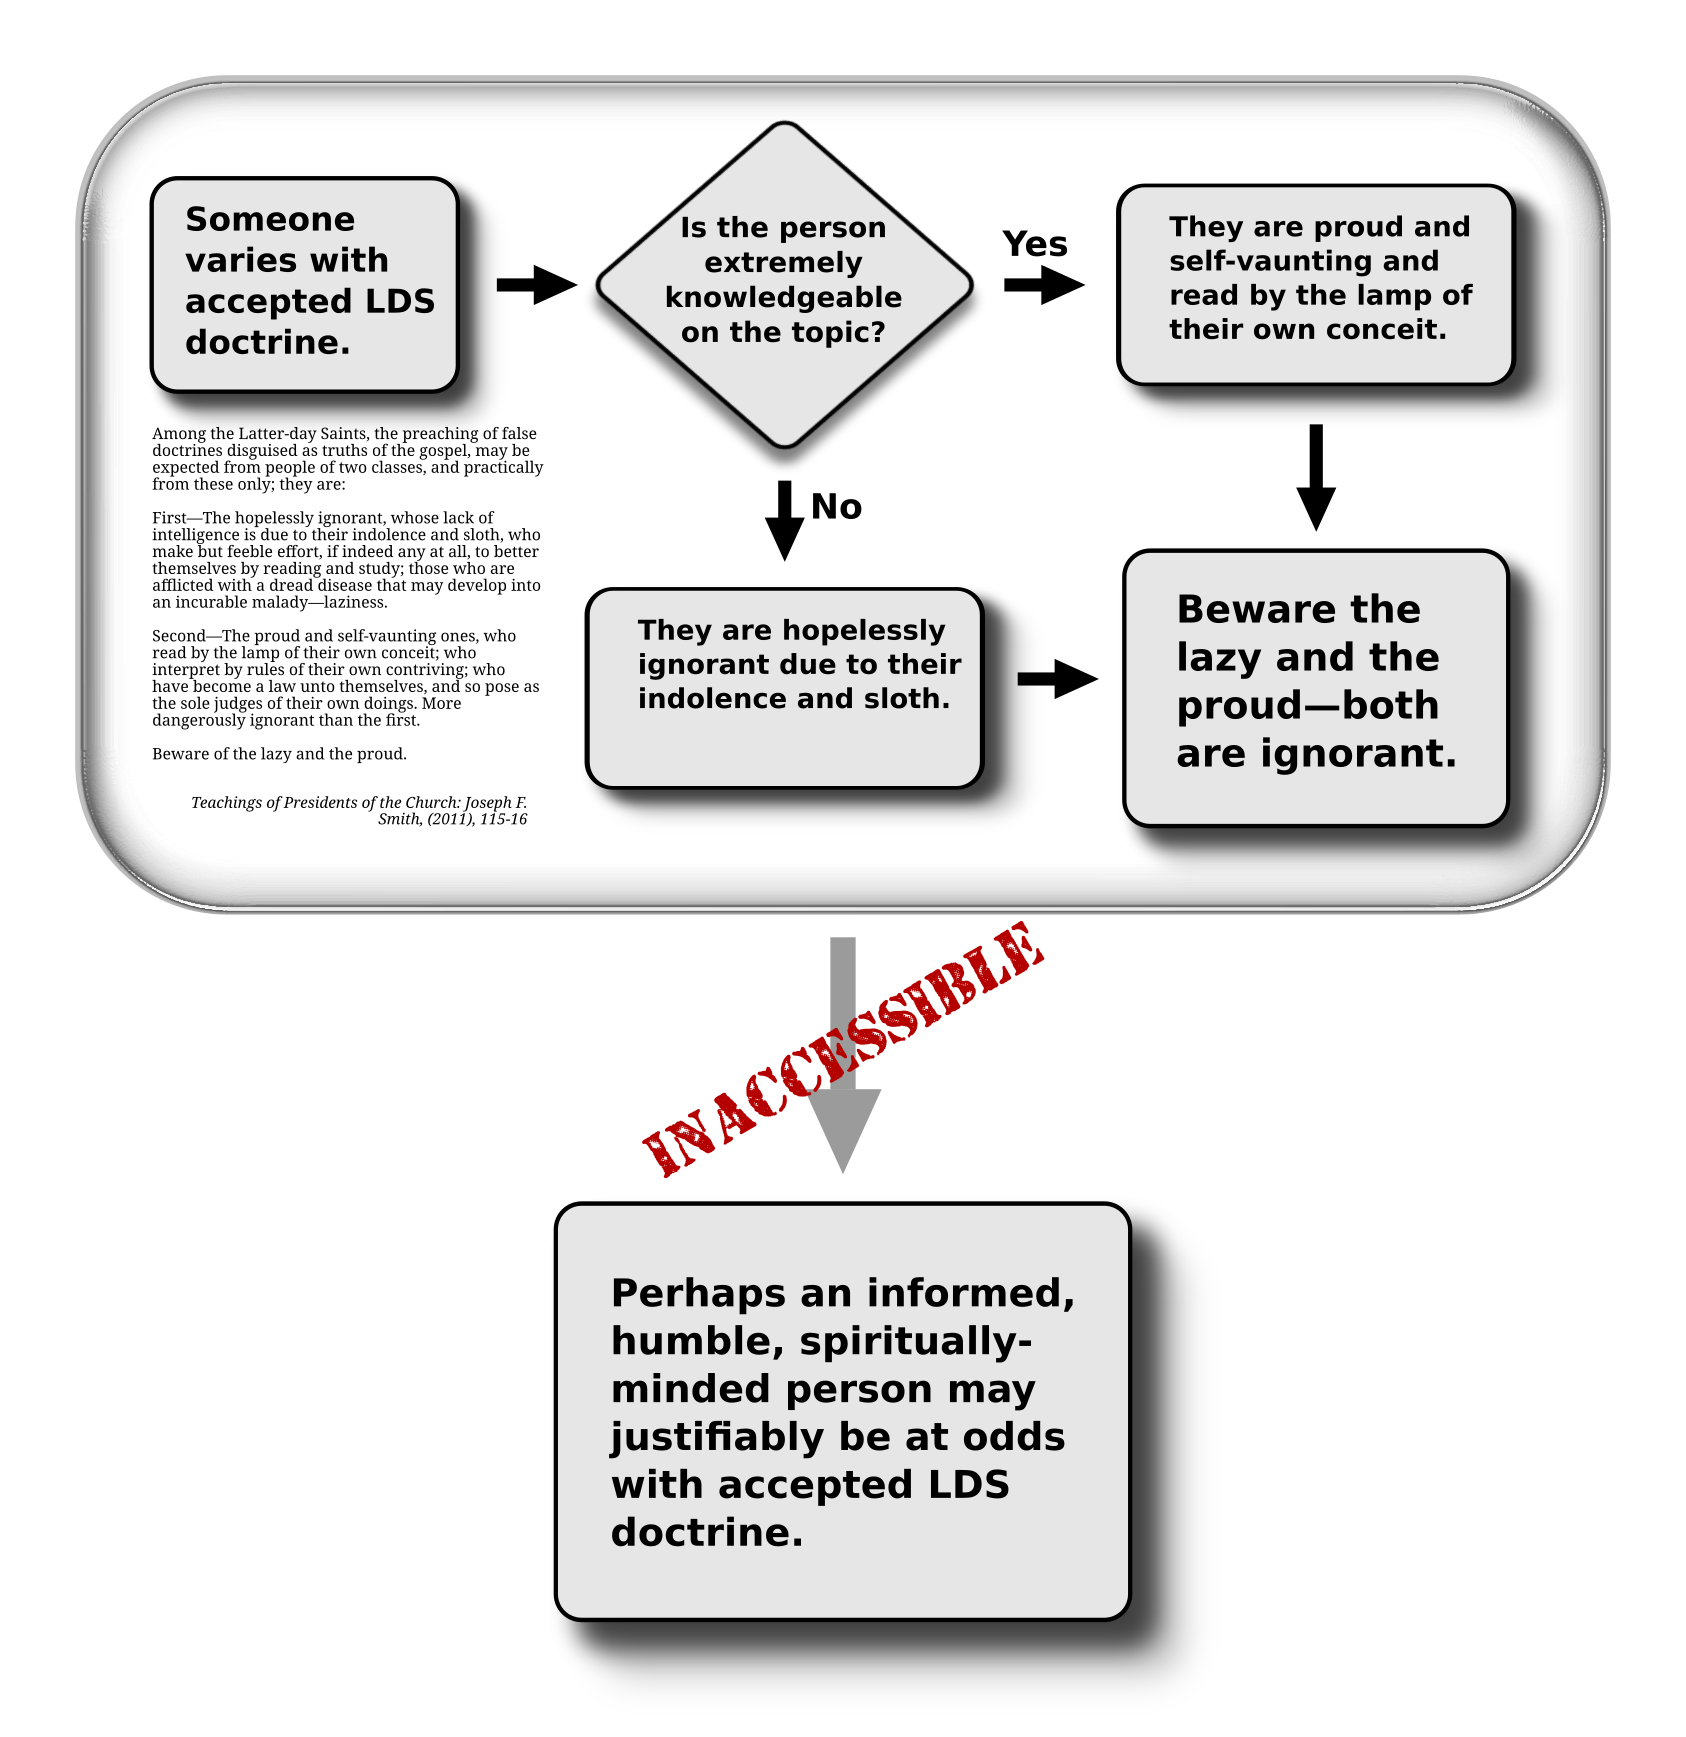 Someone
varies with
accepted LDS
doctrine.
Is the person
extremely
knowledgeable
on the topic?
Yes
They are proud and
self-vaunting and
read by the lamp of
their own conceit.
Among the Latter-day Saints, the preaching of false
doctrines disguised as truths of the gospel, may be
expected from people of two classes, and practically
from these only; they are:
First—The hopelessly ignorant, whose lack of
intelligence is due to their indolence and sloth, who
make but feeble effort, if indeed any at all, to better
themselves by reading and study; those who are
afflicted with a dread disease that may develop into
an incurable malady—laziness.
Second—The proud and self-vaunting ones, who
read by the lamp of their own conceit; who
interpret by rules of their own contriving; who
have become a law unto themselves, and so pose as
the sole judges of their own doings. More
dangerously ignorant than the first.
Beware of the lazy and the proud.
Teachings of Presidents of the Church: Joseph F.
Smith, (2011), 115-16
No
They are hopelessly
ignorant due to their
indolence and sloth.
Beware the
lazy and the
proud—both
are ignorant.
INACCESSIBLE
Perhaps an informed,
humble, spiritually-
minded person may
justifiably be at odds
with accepted LDS
doctrine.